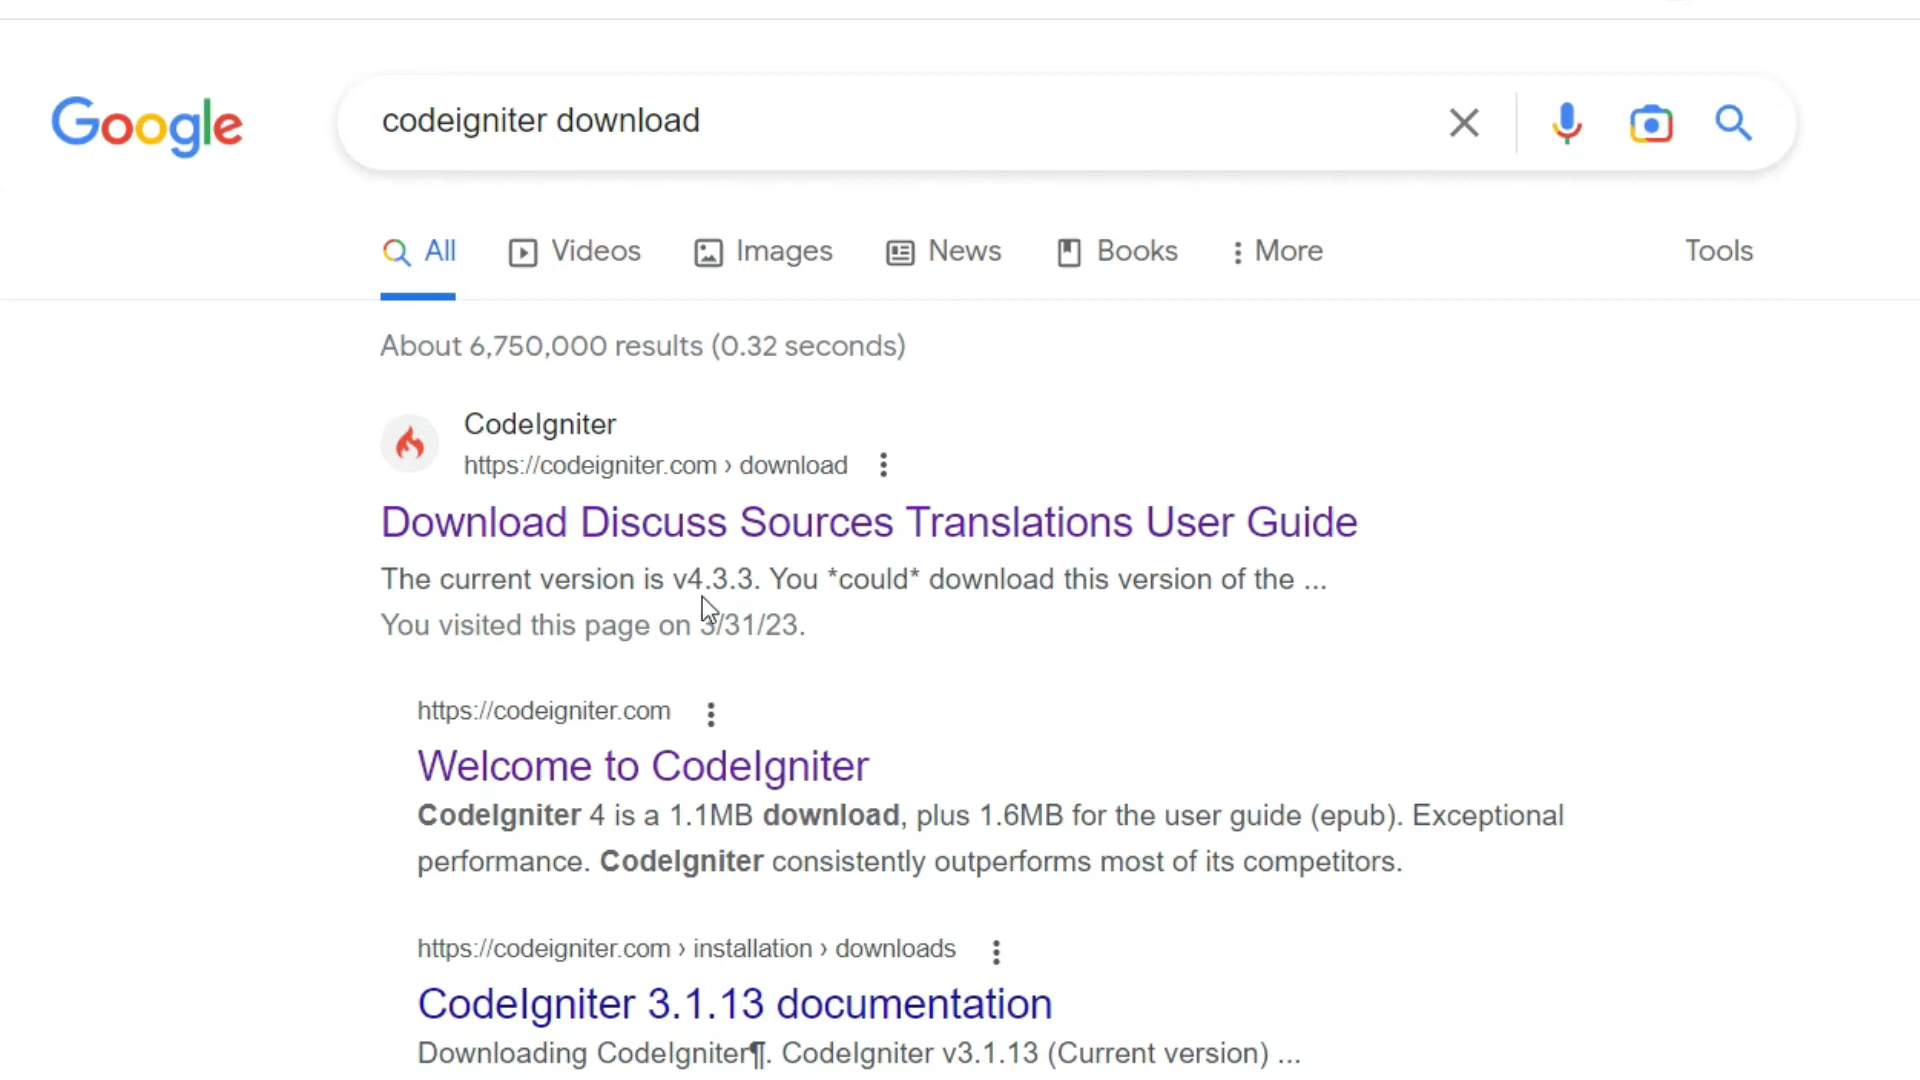 Google
codeigniter download
All Videos Images News Books More Tools
About 6,750,000 results (0.32 seconds)
CodeIgniter
https://codeigniter.com › download
Download Discuss Sources Translations User Guide
The current version is v4.3.3. You *could* download this version of the ...
You visited this page on 3/31/23.
https://codeigniter.com
Welcome to CodeIgniter
CodeIgniter 4 is a 1.1MB download, plus 1.6MB for the user guide (epub). Exceptional
performance. CodeIgniter consistently outperforms most of its competitors.
https://codeigniter.com › installation › downloads
CodeIgniter 3.1.13 documentation
Downloading CodeIgniter¶. CodeIgniter v3.1.13 (Current version) ...